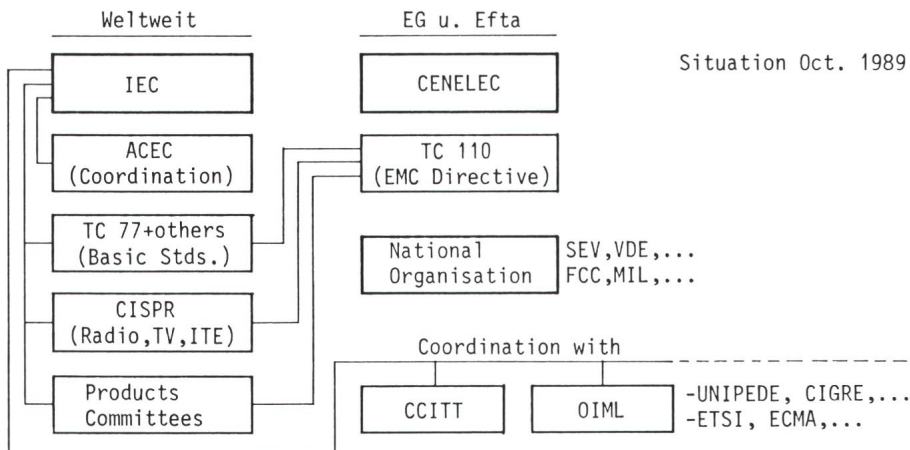 Weltweit
EG u. Efta
Situation Oct. 1989
IEC
CENELEC
ACEC
(Coordination)
TC 110
(EMC Directive)
TC 77+others
(Basic Stds.)
National
Organisation
SEV,VDE,...
FCC,MIL,...
CISPR
(Radio,TV,ITE)
Coordination with
Products
Committees
CCITT
OIML
-UNIPEDE, CIGRE,...
-ETSI, ECMA,...